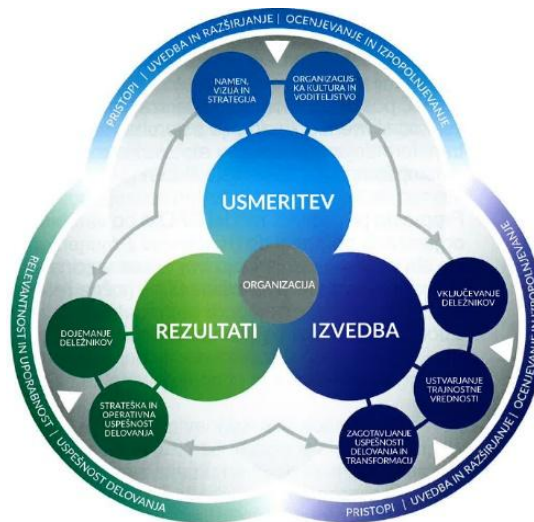 PRISTOPI | UVEDBA IN RAZŠIRJANJE | OCENJEVANJE IN IZPOPOLNJEVANJE
NAMEN,
VIZIJA IN
STRATEGIJA
ORGANIZACIJS-
KA KULTURA IN
VODITELJSTVO
USMERITEV
ORGANIZACIJA
REZULTATI
IZVEDBA
DOJEMANJE
DELEŽNIKOV
STRATEŠKA IN
OPERATIVNA
USPEŠNOST
DELOVANJA
VKLJUČEVANJE
DELEŽNIKOV
USTVARJANJE
TRAJNOSTNE
VREDNOSTI
ZAGOTAVLJANJE
USPEŠNOSTI
DELOVANJA IN
TRANSFORMACIJ
RELEVANTNOST IN UPORABNOST | USPEŠNOST DELOVANJA
PRISTOPI | UVEDBA IN RAZŠIRJANJE | OCENJEVANJE IN IZPOPOLNJEVANJE